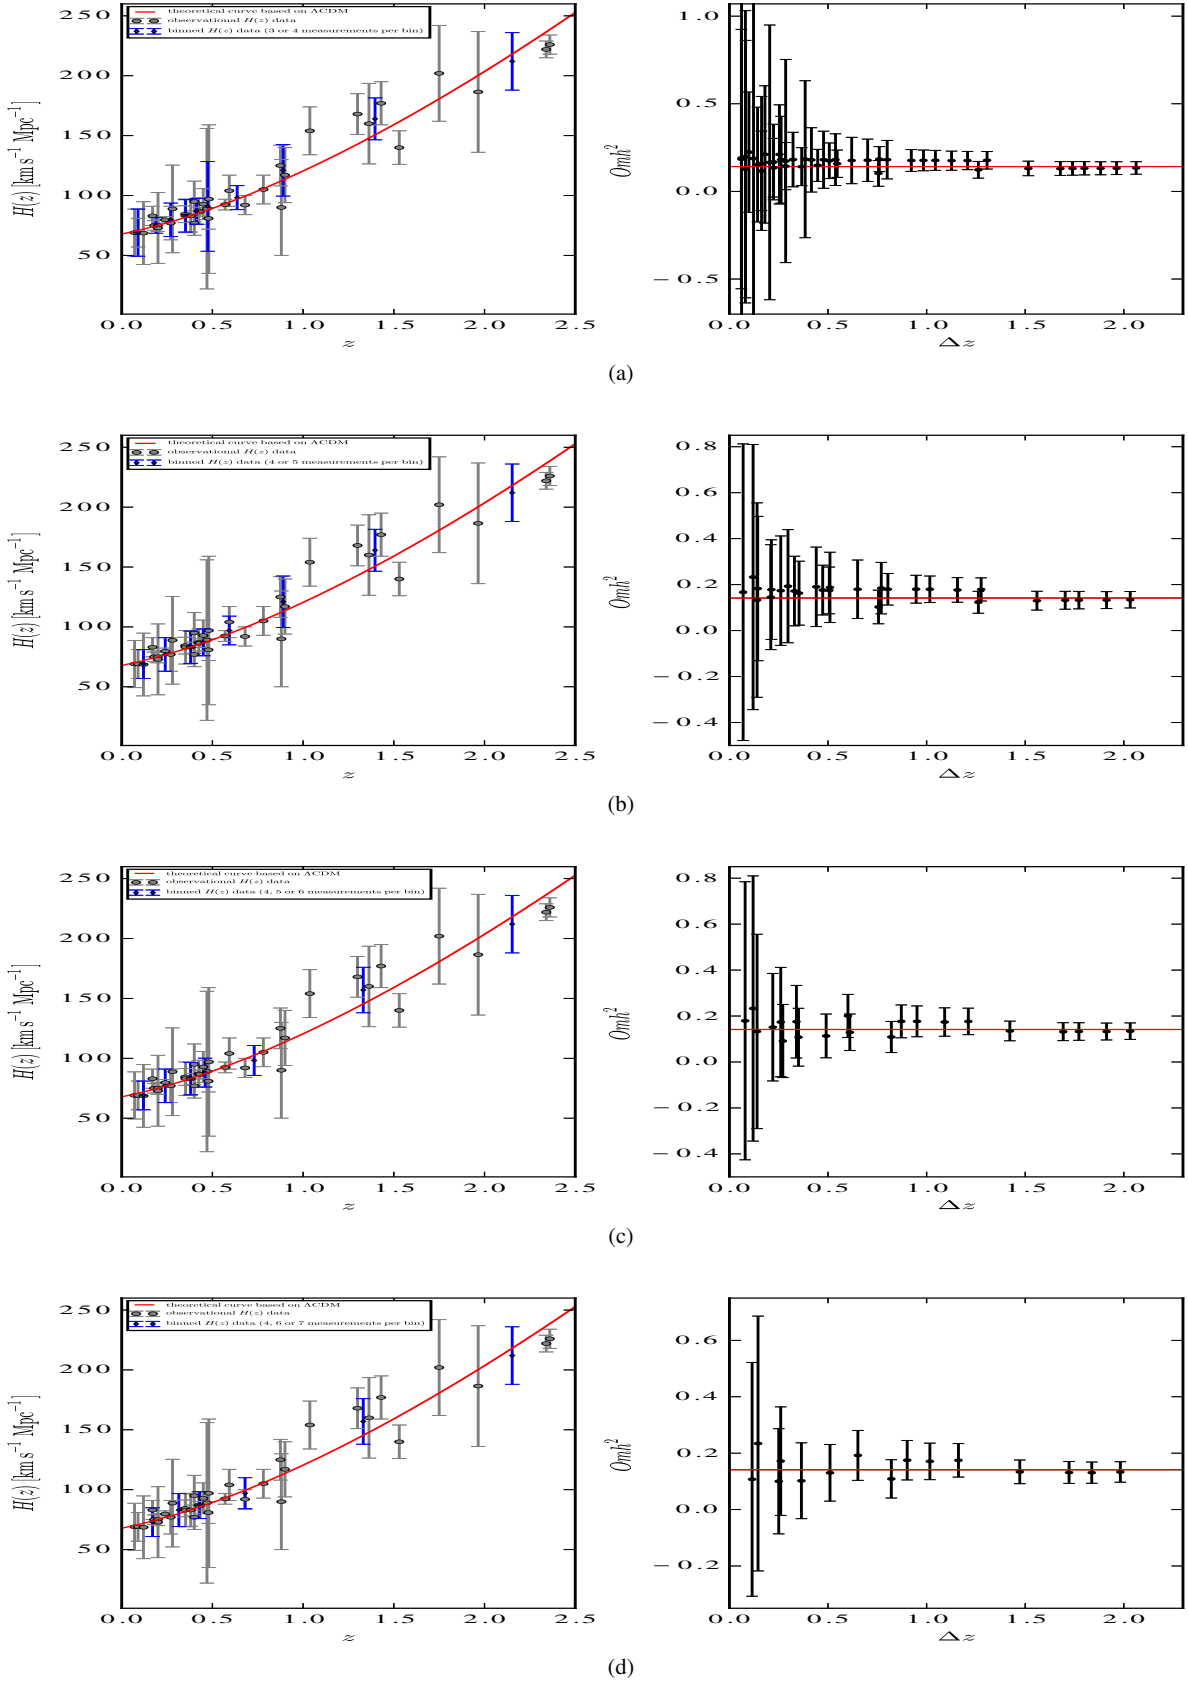 250
200
150
100
50
H(z) [km s⁻¹ Mpc⁻¹]
theoretical curve based on ΛCDM
observational H(z) data
binned H(z) data (3 or 4 measurements per bin)
0.0 0.5 1.0 1.5 2.0 2.5
z
1.0
0.5
0.0
−0.5
Omh²
0.0 0.5 1.0 1.5 2.0
Δz
(a)
250
200
150
100
50
H(z) [km s⁻¹ Mpc⁻¹]
theoretical curve based on ΛCDM
observational H(z) data
binned H(z) data (4 or 5 measurements per bin)
0.0 0.5 1.0 1.5 2.0 2.5
z
0.8
0.6
0.4
0.2
0.0
−0.2
−0.4
Omh²
0.0 0.5 1.0 1.5 2.0
Δz
(b)
250
200
150
100
50
H(z) [km s⁻¹ Mpc⁻¹]
theoretical curve based on ΛCDM
observational H(z) data
binned H(z) data (4, 5 or 6 measurements per bin)
0.0 0.5 1.0 1.5 2.0 2.5
z
0.8
0.6
0.4
0.2
0.0
−0.2
−0.4
Omh²
0.0 0.5 1.0 1.5 2.0
Δz
(c)
250
200
150
100
50
H(z) [km s⁻¹ Mpc⁻¹]
theoretical curve based on ΛCDM
observational H(z) data
binned H(z) data (4, 6 or 7 measurements per bin)
0.0 0.5 1.0 1.5 2.0 2.5
z
0.6
0.4
0.2
0.0
−0.2
Omh²
0.0 0.5 1.0 1.5 2.0
Δz
(d)